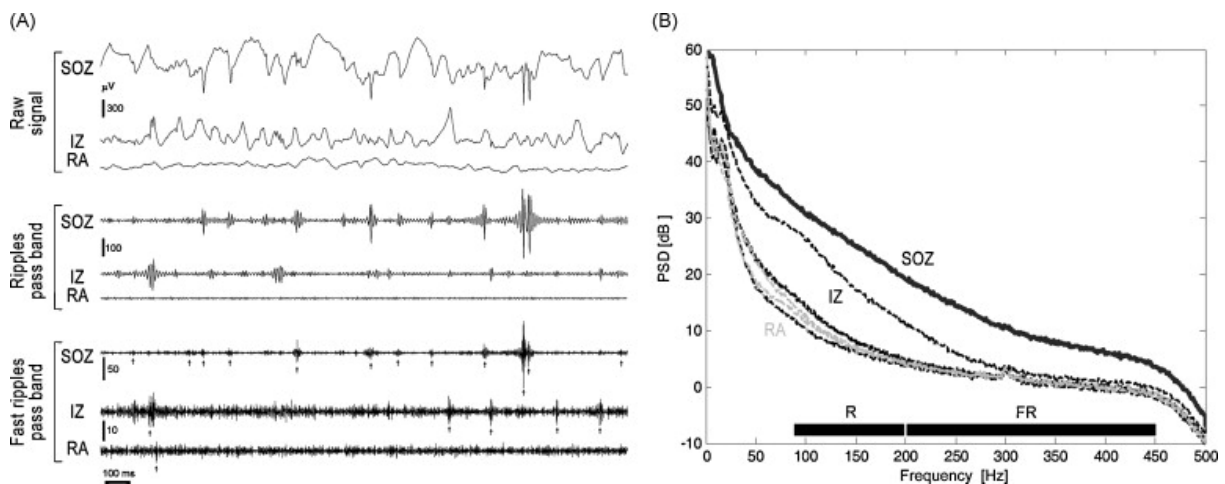 (A)
Raw signal
SOZ
μV
300
IZ
RA
Ripples pass band
SOZ
100
IZ
RA
Fast ripples pass band
SOZ
50
IZ
10
RA
100 ms
(B)
PSD [dB]
60
50
40
30
20
10
0
-10
SOZ
IZ
RA
R
FR
0
50
100
150
200
250
300
350
400
450
500
Frequency [Hz]